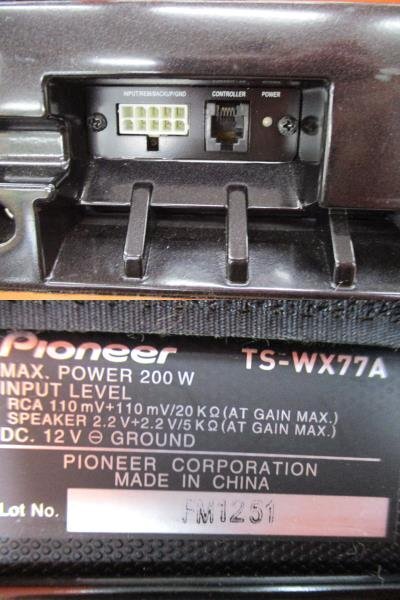 INPUT/REM/BACKUP/GND CONTROLLER POWER
Pioneer TS-WX77A
MAX. POWER 200 W
INPUT LEVEL
RCA 110 mV+110 mV/20 KΩ (AT GAIN MAX.)
SPEAKER 2.2 V+2.2 V/5 KΩ (AT GAIN MAX.)
DC. 12 V ⊖ GROUND
PIONEER CORPORATION
MADE IN CHINA
Lot No. FM1251